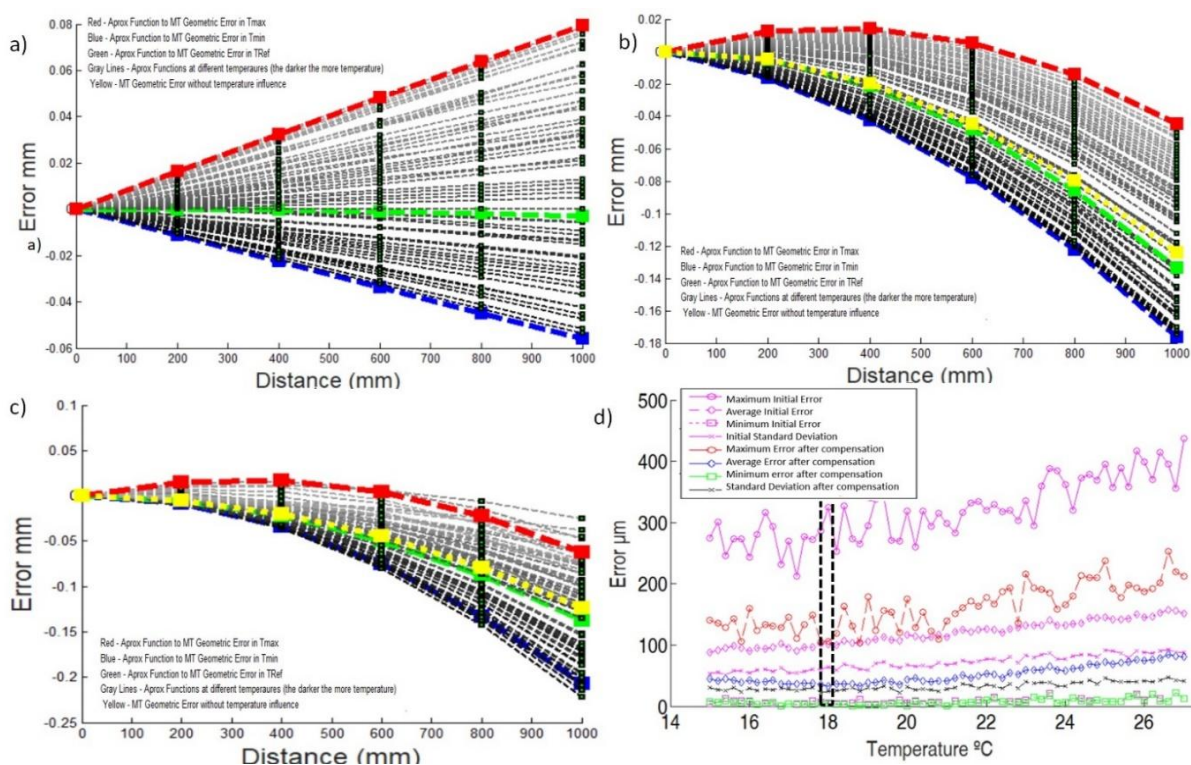 a)
Error mm
0.08
0.06
0.04
0.02
0
-0.02
-0.04
-0.06
a)
Red - Aprox Function to MT Geometric Error in Tmax
Blue - Aprox Function to MT Geometric Error in Tmin
Green - Aprox Function to MT Geometric Error in TRef
Gray Lines - Aprox Functions at different temperaures (the darker the more temperature)
Yellow - MT Geometric Error without temperature influence
0 100 200 300 400 500 600 700 800 900 1000
Distance (mm)
b)
Error mm
0.02
0
-0.02
-0.04
-0.06
-0.08
-0.1
-0.12
-0.14
-0.16
-0.18
Red - Aprox Function to MT Geometric Error in Tmax
Blue - Aprox Function to MT Geometric Error in Tmin
Green - Aprox Function to MT Geometric Error in TRef
Gray Lines - Aprox Functions at different temperaures (the darker the more temperature)
Yellow - MT Geometric Error without temperature influence
0 100 200 300 400 500 600 700 800 900 1000
Distance (mm)
c)
Error mm
0.1
0.05
0
-0.05
-0.1
-0.15
-0.2
-0.25
Red - Aprox Function to MT Geometric Error in Tmax
Blue - Aprox Function to MT Geometric Error in Tmin
Green - Aprox Function to MT Geometric Error in TRef
Gray Lines - Aprox Functions at different temperaures (the darker the more temperature)
Yellow - MT Geometric Error without temperature influence
0 100 200 300 400 500 600 700 800 900 1000
Distance (mm)
d)
Error µm
500
400
300
200
100
0
Maximum Initial Error
Average Initial Error
Minimum Initial Error
Initial Standard Deviation
Maximum Error after compensation
Average Error after compensation
Minimum error after compensation
Standard Deviation after compensation
14 16 18 20 22 24 26
Temperature ºC